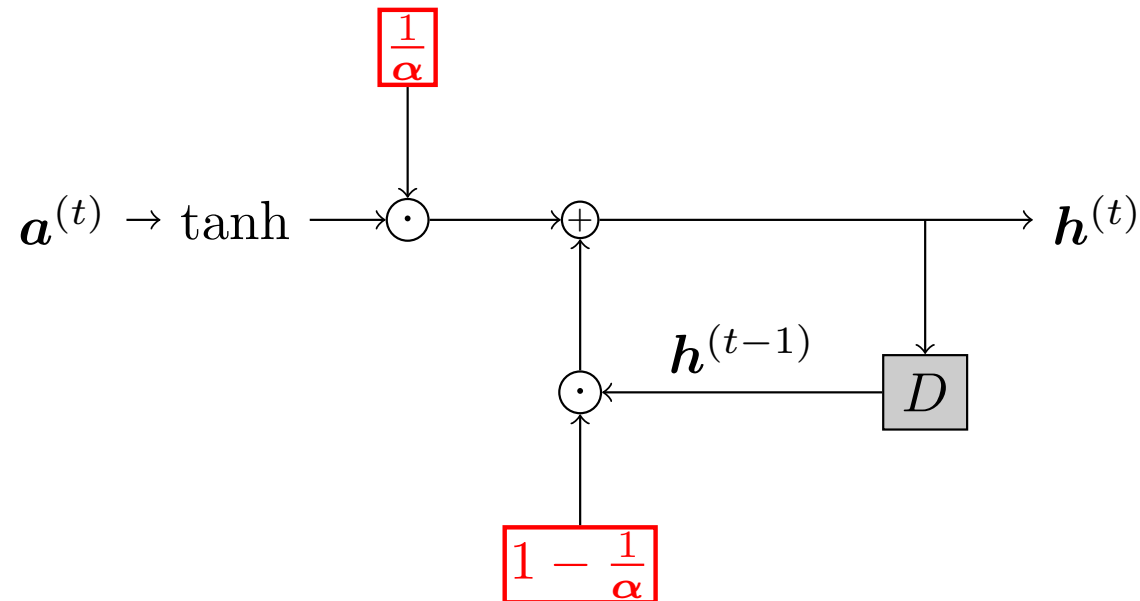 1/α
a^(t) → tanh · + h^(t)
h^(t−1)
· D
1 − 1/α